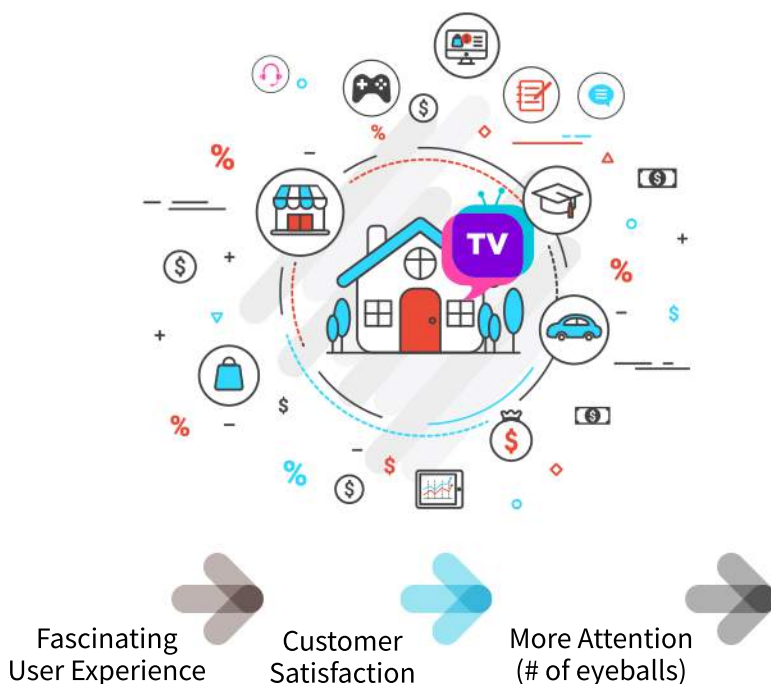 TV
Fascinating
User Experience
Customer
Satisfaction
More Attention
(# of eyeballs)